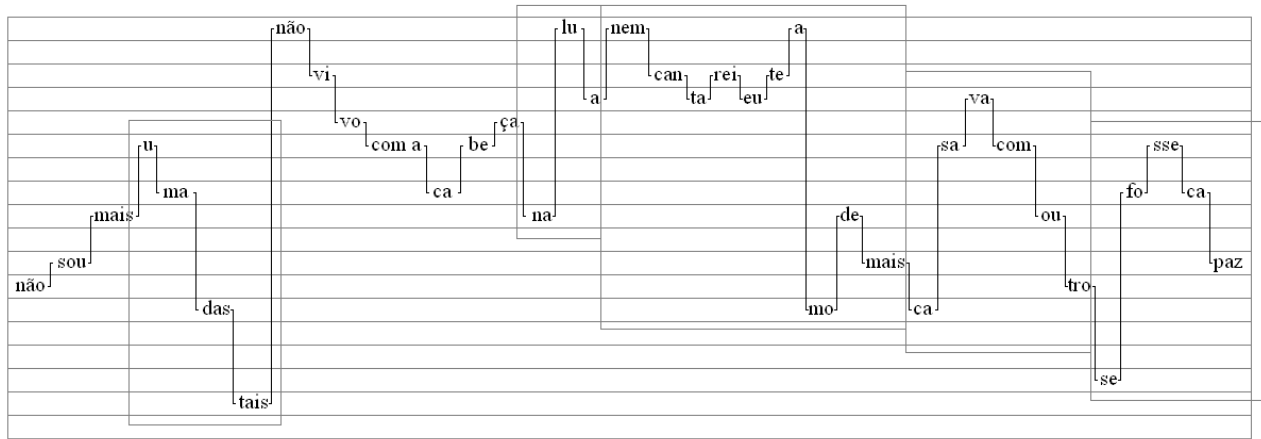 não sou mais u ma das tais não vi vo com a ca be ça na lu a nem can ta rei eu te a mo de mais ca sa va com ou tro se fo sse ca paz